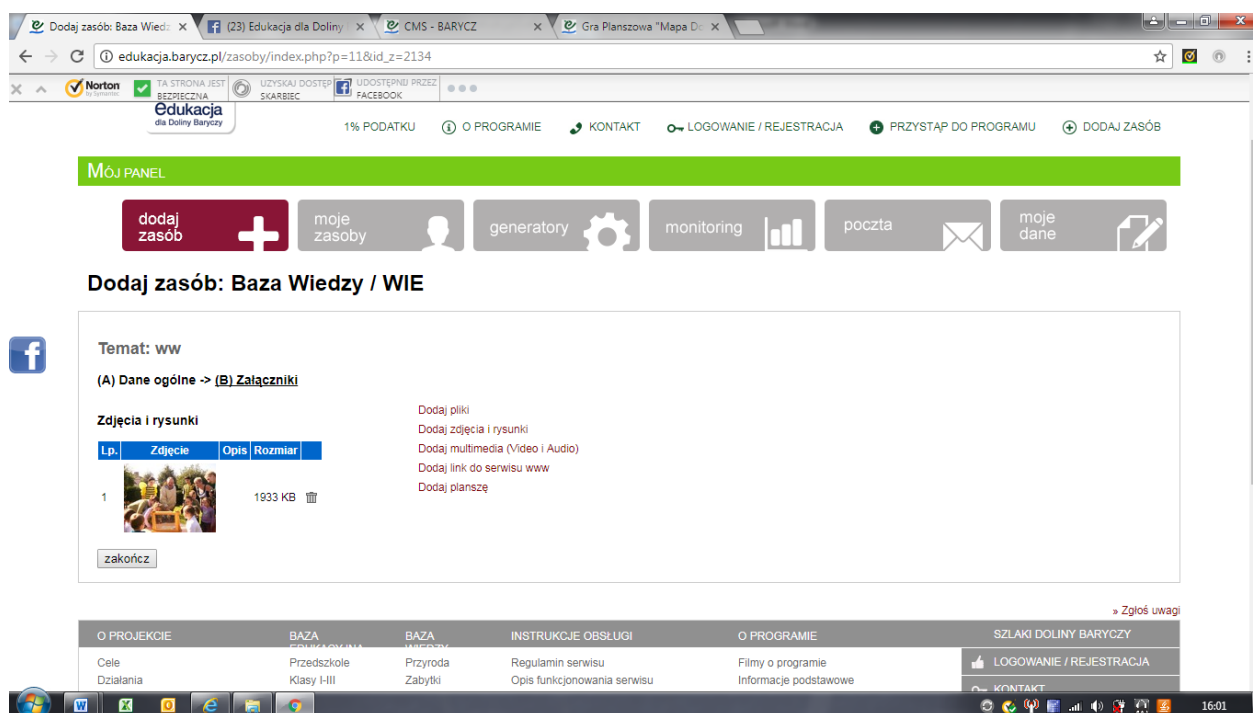 Dodaj zasób: Baza Wiedz
(23) Edukacja dla Doliny
CMS - BARYCZ
Gra Planszowa "Mapa Do
edukacja.barycz.pl/zasoby/index.php?p=11&id_z=2134
Norton
by Symantec
TA STRONA JEST
BEZPIECZNA
UZYSKAJ DOSTĘP
SKARBIEC
UDOSTĘPNIJ PRZEZ
FACEBOOK
edukacja
dla Doliny Baryczy
1% PODATKU
O PROGRAMIE
KONTAKT
LOGOWANIE / REJESTRACJA
PRZYSTĄP DO PROGRAMU
DODAJ ZASÓB
MÓJ PANEL
dodaj
zasób
moje
zasoby
generatory
monitoring
poczta
moje
dane
Dodaj zasób: Baza Wiedzy / WIE
Temat: ww
(A) Dane ogólne -> (B) Załączniki
Zdjęcia i rysunki
Lp. Zdjęcie Opis Rozmiar
1 1933 KB
Dodaj pliki
Dodaj zdjęcia i rysunki
Dodaj multimedia (Video i Audio)
Dodaj link do serwisu www
Dodaj planszę
zakończ
» Zgłoś uwagi
O PROJEKCIE
Cele
Działania
BAZA
EDUKACYJNA
Przedszkole
Klasy I-III
BAZA
WIEDZY
Przyroda
Zabytki
INSTRUKCJE OBSŁUGI
Regulamin serwisu
Opis funkcjonowania serwisu
O PROGRAMIE
Filmy o programie
Informacje podstawowe
SZLAKI DOLINY BARYCZY
LOGOWANIE / REJESTRACJA
KONTAKT
16:01